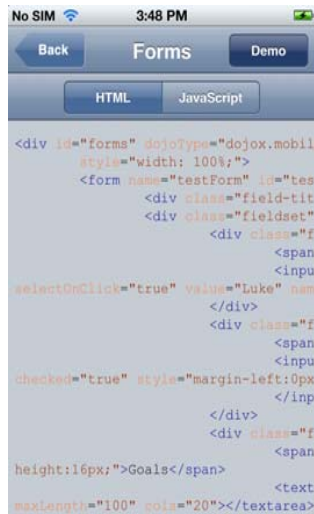 No SIM 3:48 PM
Back Forms Demo
HTML JavaScript
<div id="forms" dojoType="dojox.mobil
style="width: 100%;">
<form name="testForm" id="tes
<div class="field-tit
<div class="fieldset"
<div class="f
<span
<input
selectOnClick="true" value="Luke" nam
</div>
<div class="f
<span
<input
checked="true" style="margin-left:0px
</inp
</div>
<div class="f
<span
height:16px;">Goals</span>
<text
maxLength="100" cols="20"></textarea>